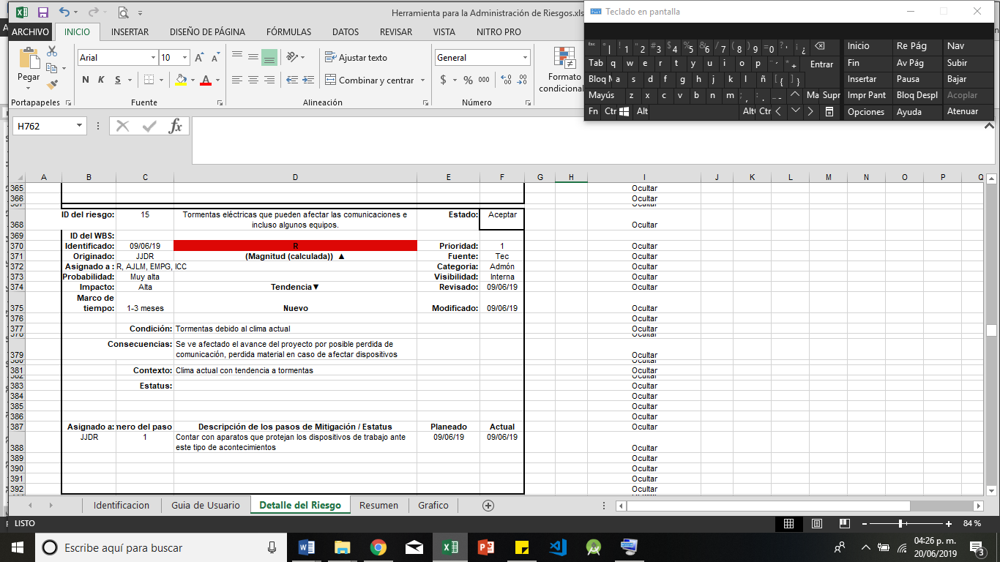 Herramienta para la Administración de Riesgos.xls
Teclado en pantalla
ARCHIVO INICIO INSERTAR DISEÑO DE PÁGINA FÓRMULAS DATOS REVISAR VISTA NITRO PRO
Pegar
Arial 10
N K S
Ajustar texto
Combinar y centrar
General
$ % 000
Formato
condicional
Portapapeles Fuente Alineación Número
Esc Inicio Re Pág Nav
Tab q w e r t y u i o p Entrar Fin Av Pág Subir
Bloq M a s d f g h j k l ñ Insertar Pausa Bajar
Mayús z x c v b n m Ma Supr Impr Pant Bloq Despl Acoplar
Fn Ctr Alt Alt Ctr Opciones Ayuda Atenuar
H762
A B C D E F G H I J K L M N O P Q
365 Ocultar
366 Ocultar
367
ID del riesgo: 15 Tormentas eléctricas que pueden afectar las comunicaciones e Estado: Aceptar
368 incluso algunos equipos. Ocultar
369 ID del WBS:
370 Identificado: 09/06/19 R Prioridad: 1 Ocultar
371 Originado: JJDR (Magnitud (calculada)) ▲ Fuente: Tec Ocultar
372 Asignado a : R, AJLM, EMPG, ICC Categoria: Admón Ocultar
373 Probabilidad: Muy alta Visibilidad: Interna Ocultar
374 Impacto: Alta Tendencia▼ Revisado: 09/06/19 Ocultar
Marco de
375 tiempo: 1-3 meses Nuevo Modificado: 09/06/19 Ocultar
376 Ocultar
377 Condición: Tormentas debido al clima actual Ocultar
378 Ocultar
Consecuencias: Se ve afectado el avance del proyecto por posible perdida de
379 comunicación, perdida material en caso de afectar dispositivos Ocultar
380 Ocultar
381 Contexto: Clima actual con tendencia a tormentas Ocultar
382 Ocultar
383 Estatus: Ocultar
384 Ocultar
385 Ocultar
386 Ocultar
387 Asignado a: nero del paso Descripción de los pasos de Mitigación / Estatus Planeado Actual Ocultar
JJDR 1 Contar con aparatos que protejan los dispositivos de trabajo ante 09/06/19 09/06/19
388 este tipo de acontecimientos Ocultar
389 Ocultar
390 Ocultar
391 Ocultar
392 Ocultar
Identificacion Guia de Usuario Detalle del Riesgo Resumen Grafico
LISTO 84 %
Escribe aquí para buscar
04:26 p. m.
20/06/2019
3